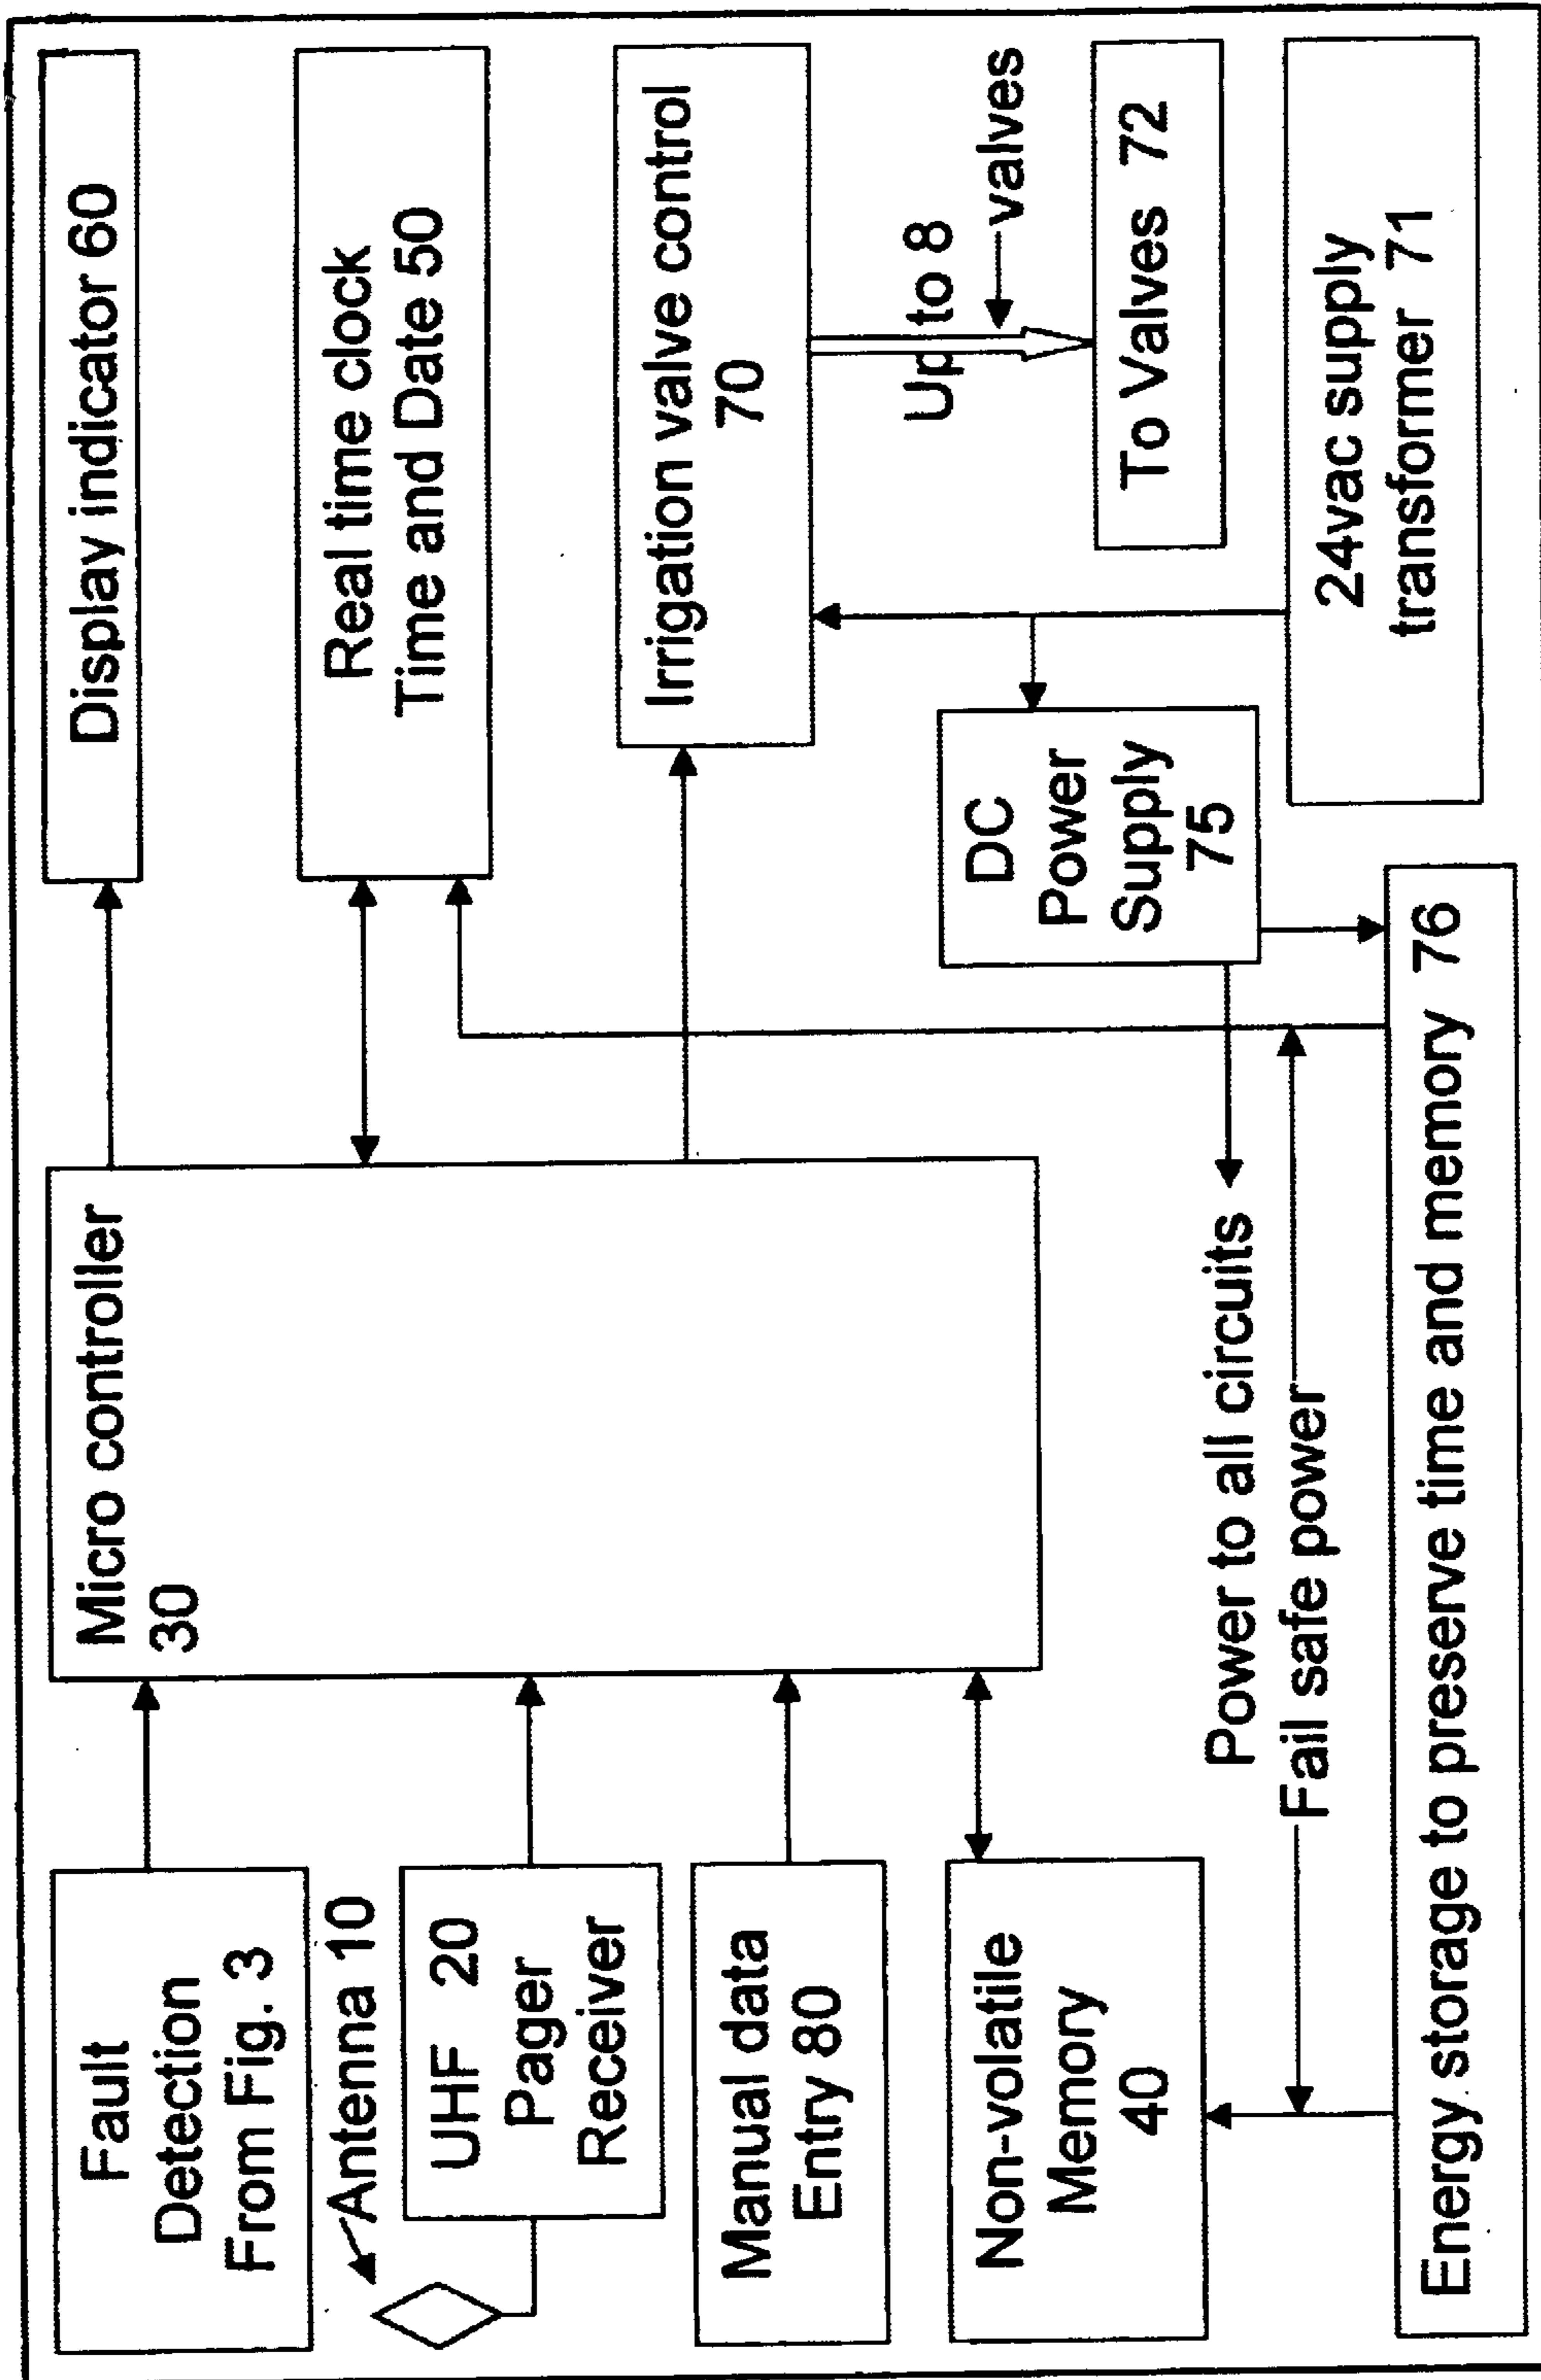 Fault
Detection
From Fig. 3
Antenna 10
UHF 20
Pager
Receiver
Manual data
Entry 80
Non-volatile
Memory
40
Micro controller
30
Display indicator 60
Real time clock
Time and Date 50
Irrigation valve control
70
Up to 8
valves
To Valves 72
DC
Power
Supply
75
24vac supply
transformer 71
Power to all circuits
Fail safe power
Energy storage to preserve time and memory 76